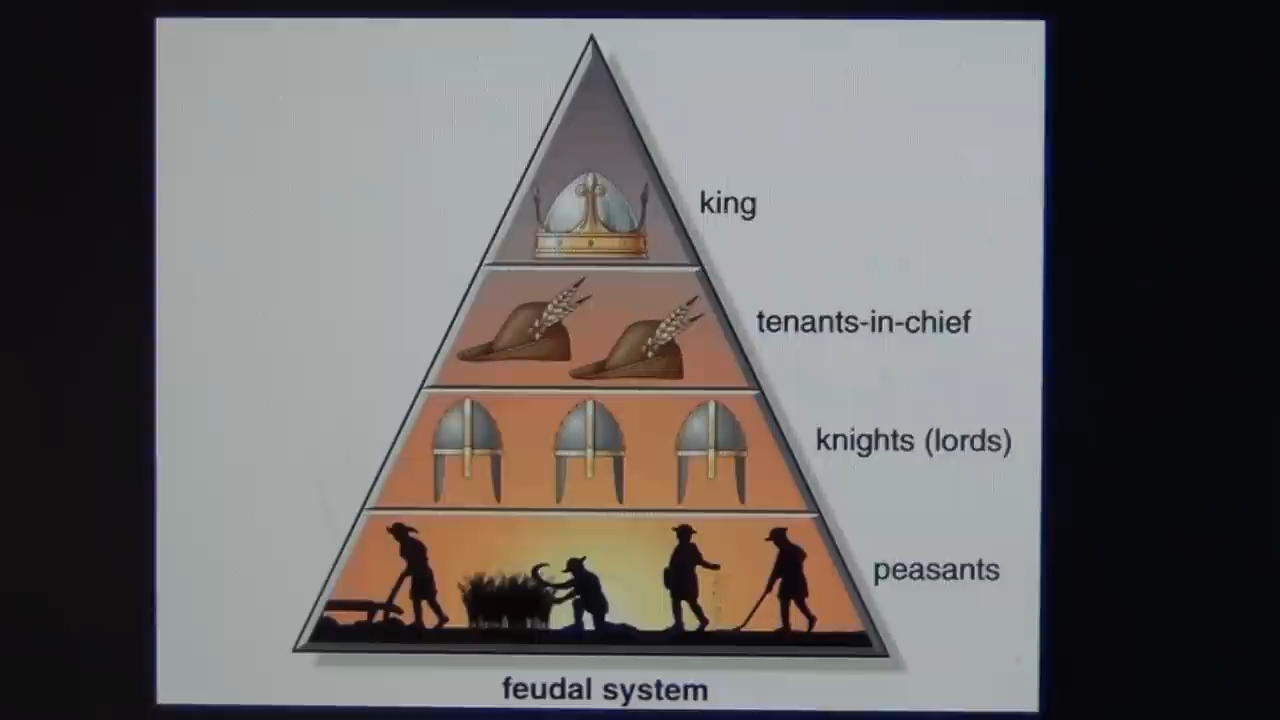 king
tenants-in-chief
knights (lords)
peasants
feudal system